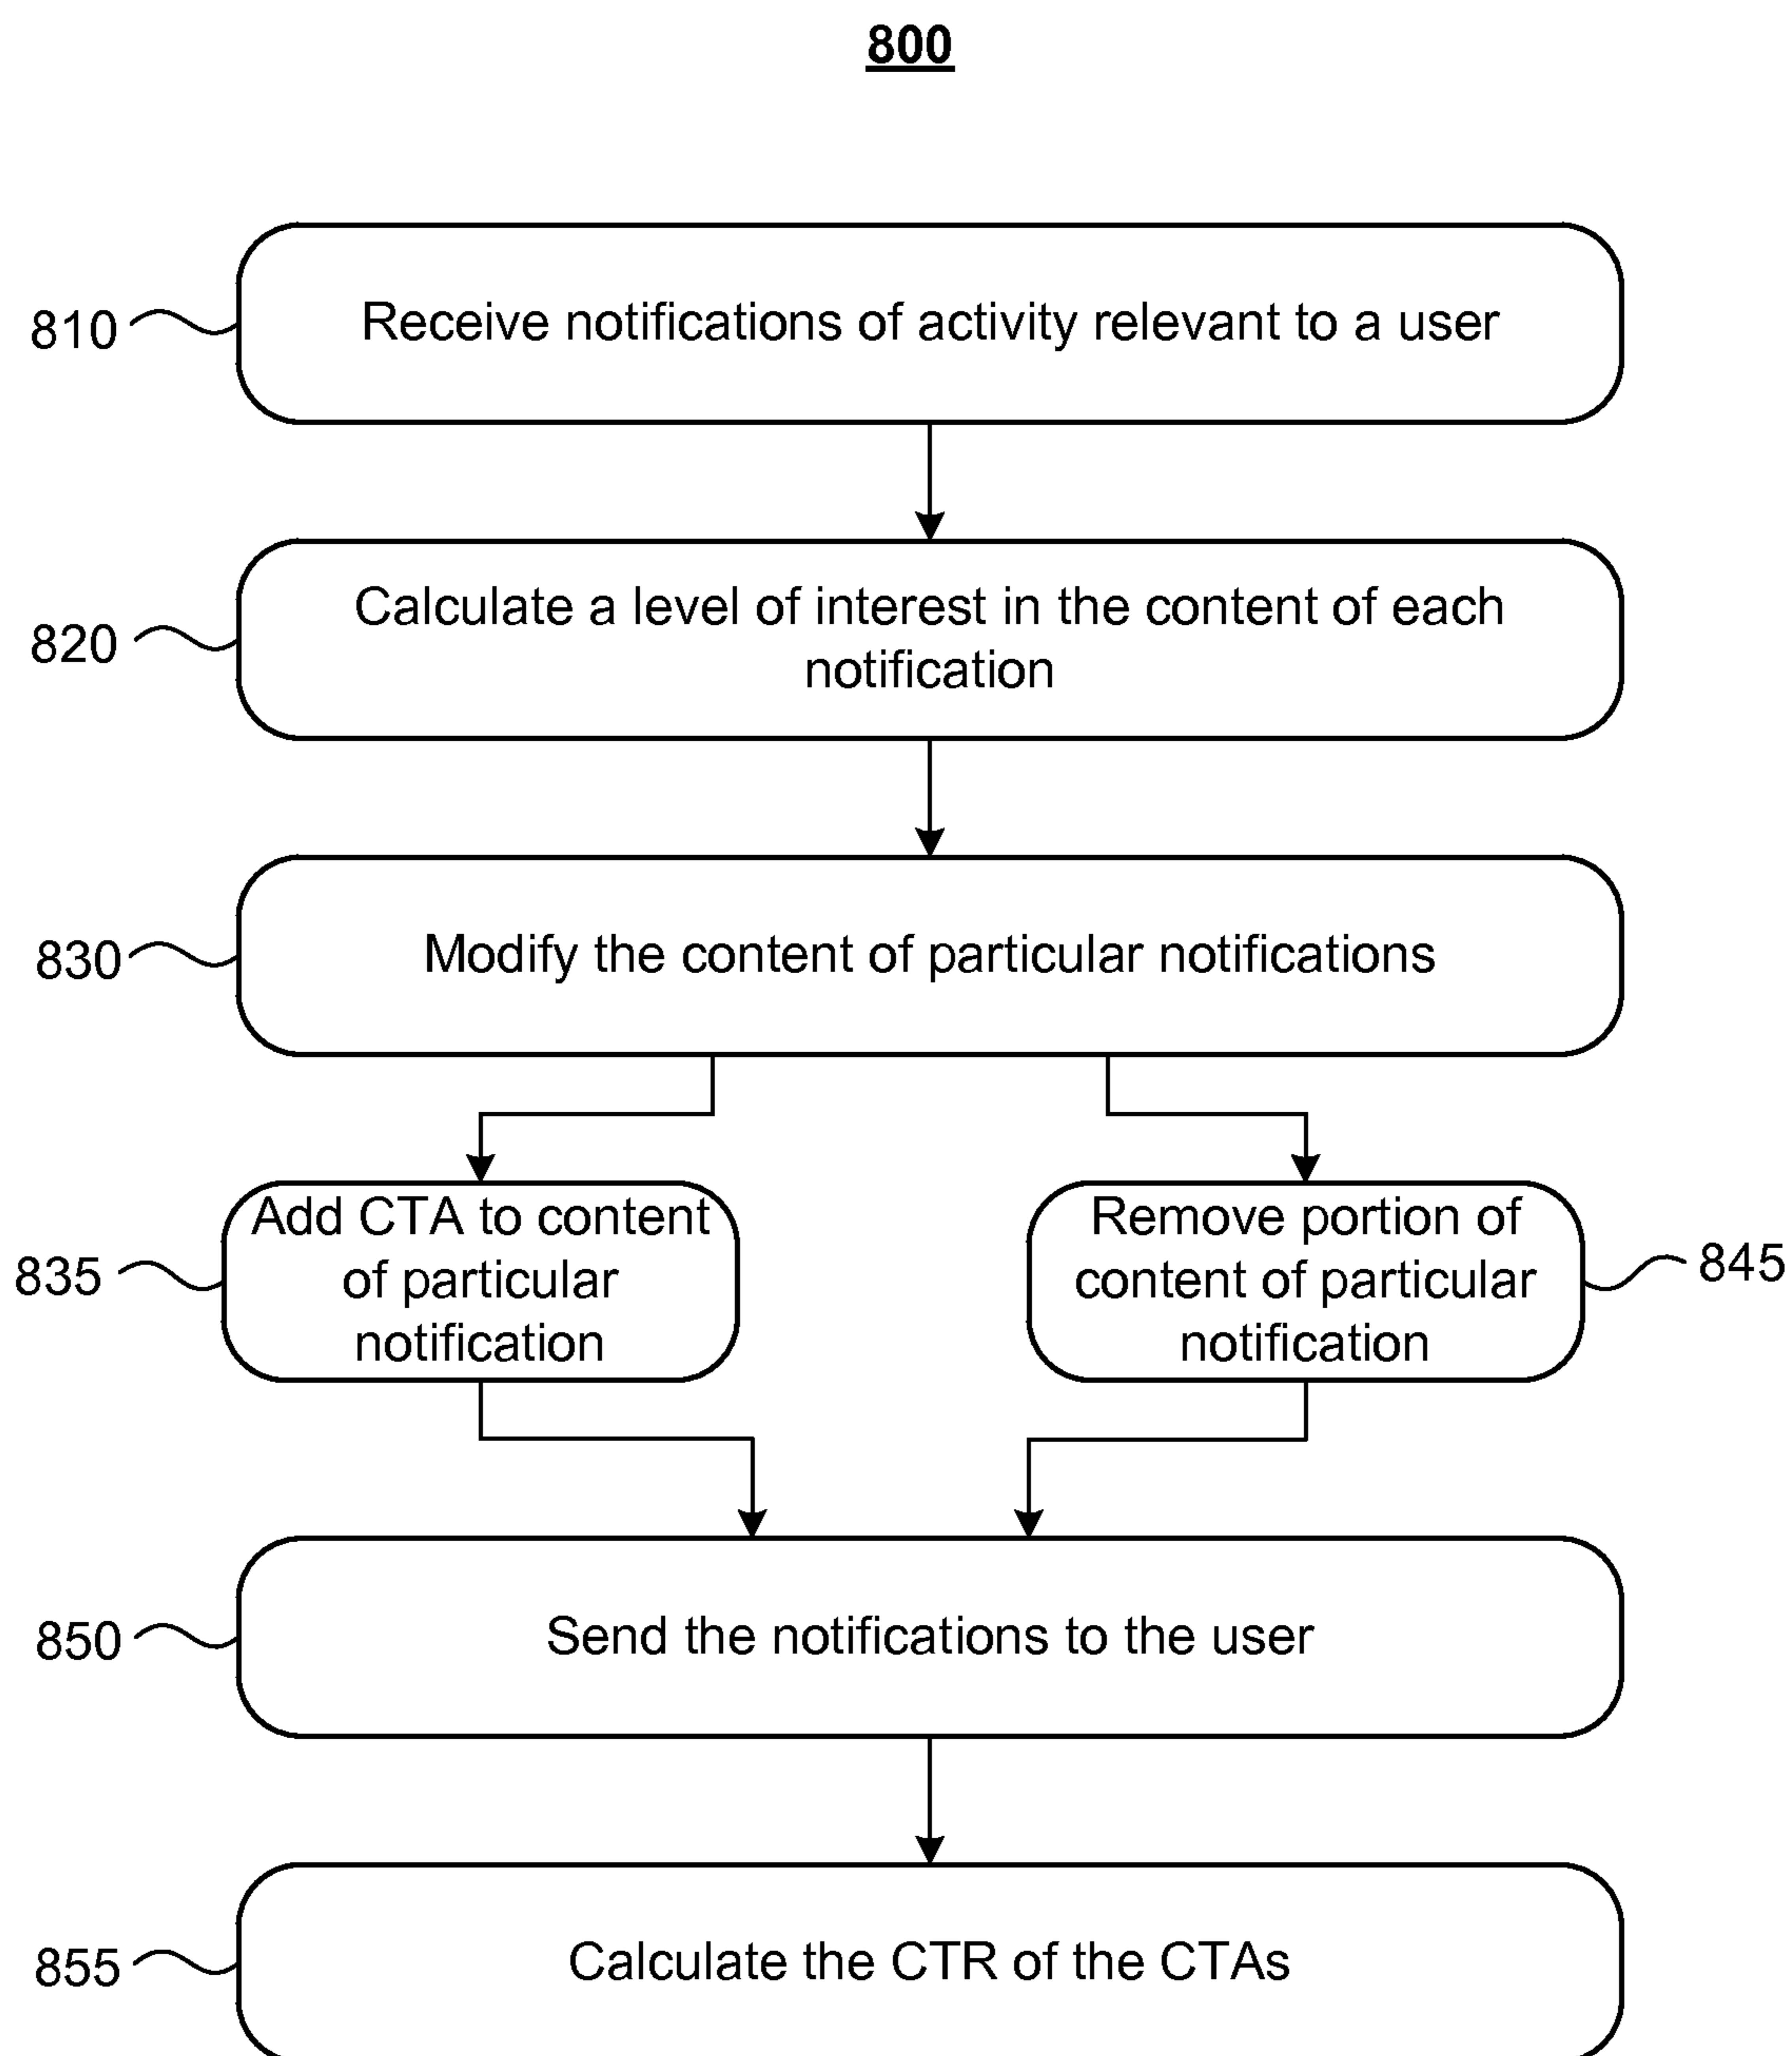 800
810
Receive notifications of activity relevant to a user
820
Calculate a level of interest in the content of each
notification
830
Modify the content of particular notifications
835
Add CTA to content
of particular
notification
Remove portion of
content of particular
notification
845
850
Send the notifications to the user
855
Calculate the CTR of the CTAs